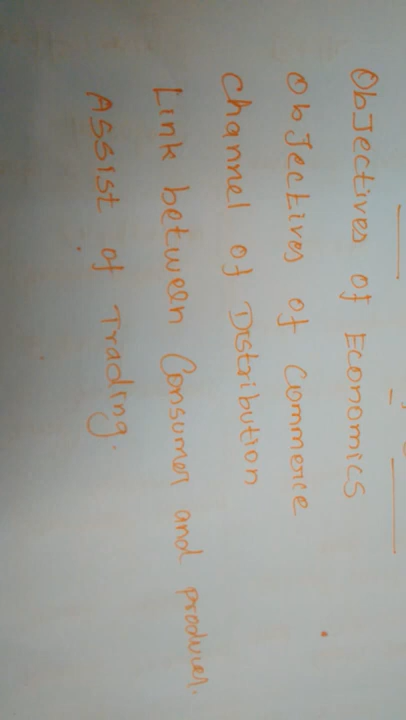 Objectives of Economics
Objectives of Commerce
Channel of Distribution
Link between Consumer and producer.
Assist of Trading.